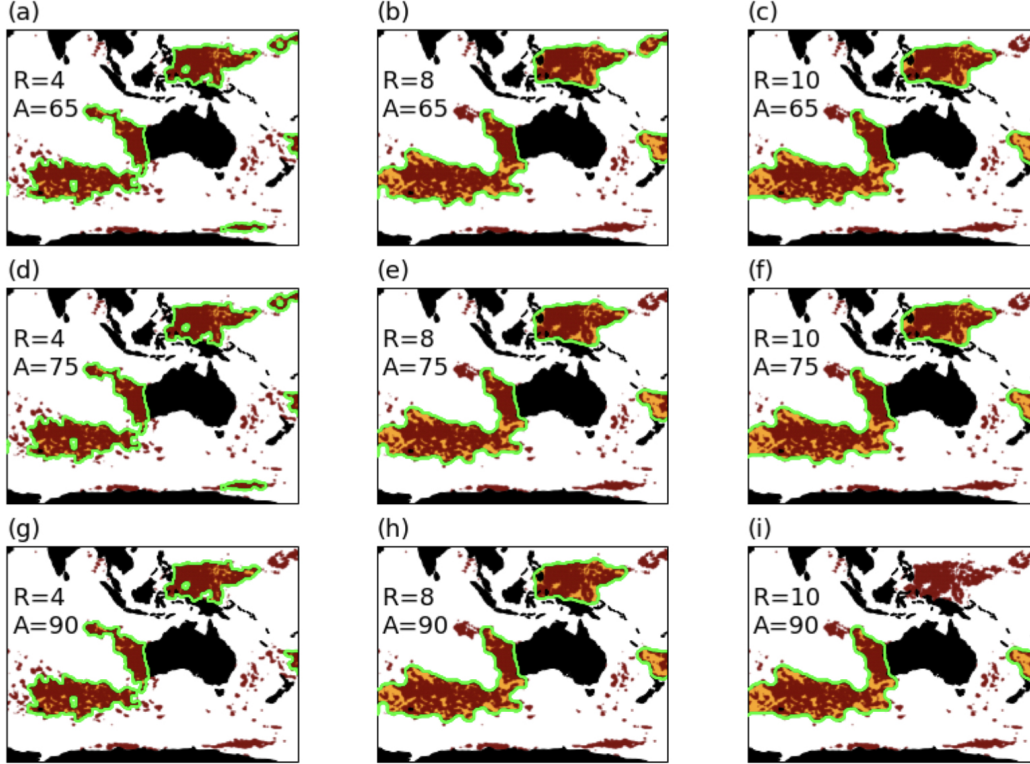 (a)
(b)
(c)
R=4
A=65
R=8
A=65
R=10
A=65
(d)
(e)
(f)
R=4
A=75
R=8
A=75
R=10
A=75
(g)
(h)
(i)
R=4
A=90
R=8
A=90
R=10
A=90